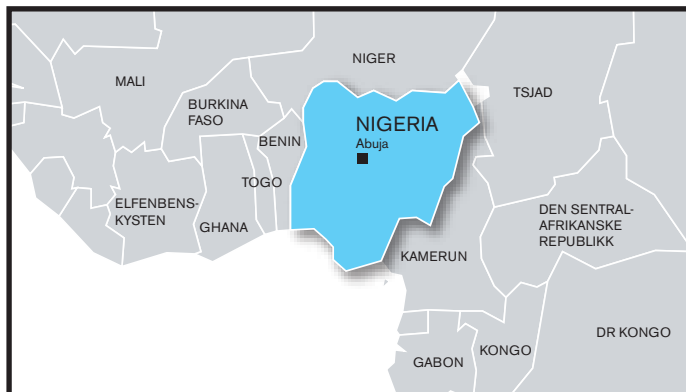 NIGER
MALI
TSJAD
BURKINA
FASO
NIGERIA
Abuja
BENIN
TOGO
ELFENBENS-
KYSTEN
GHANA
DEN SENTRAL-
AFRIKANSKE
REPUBLIKK
KAMERUN
DR KONGO
KONGO
GABON